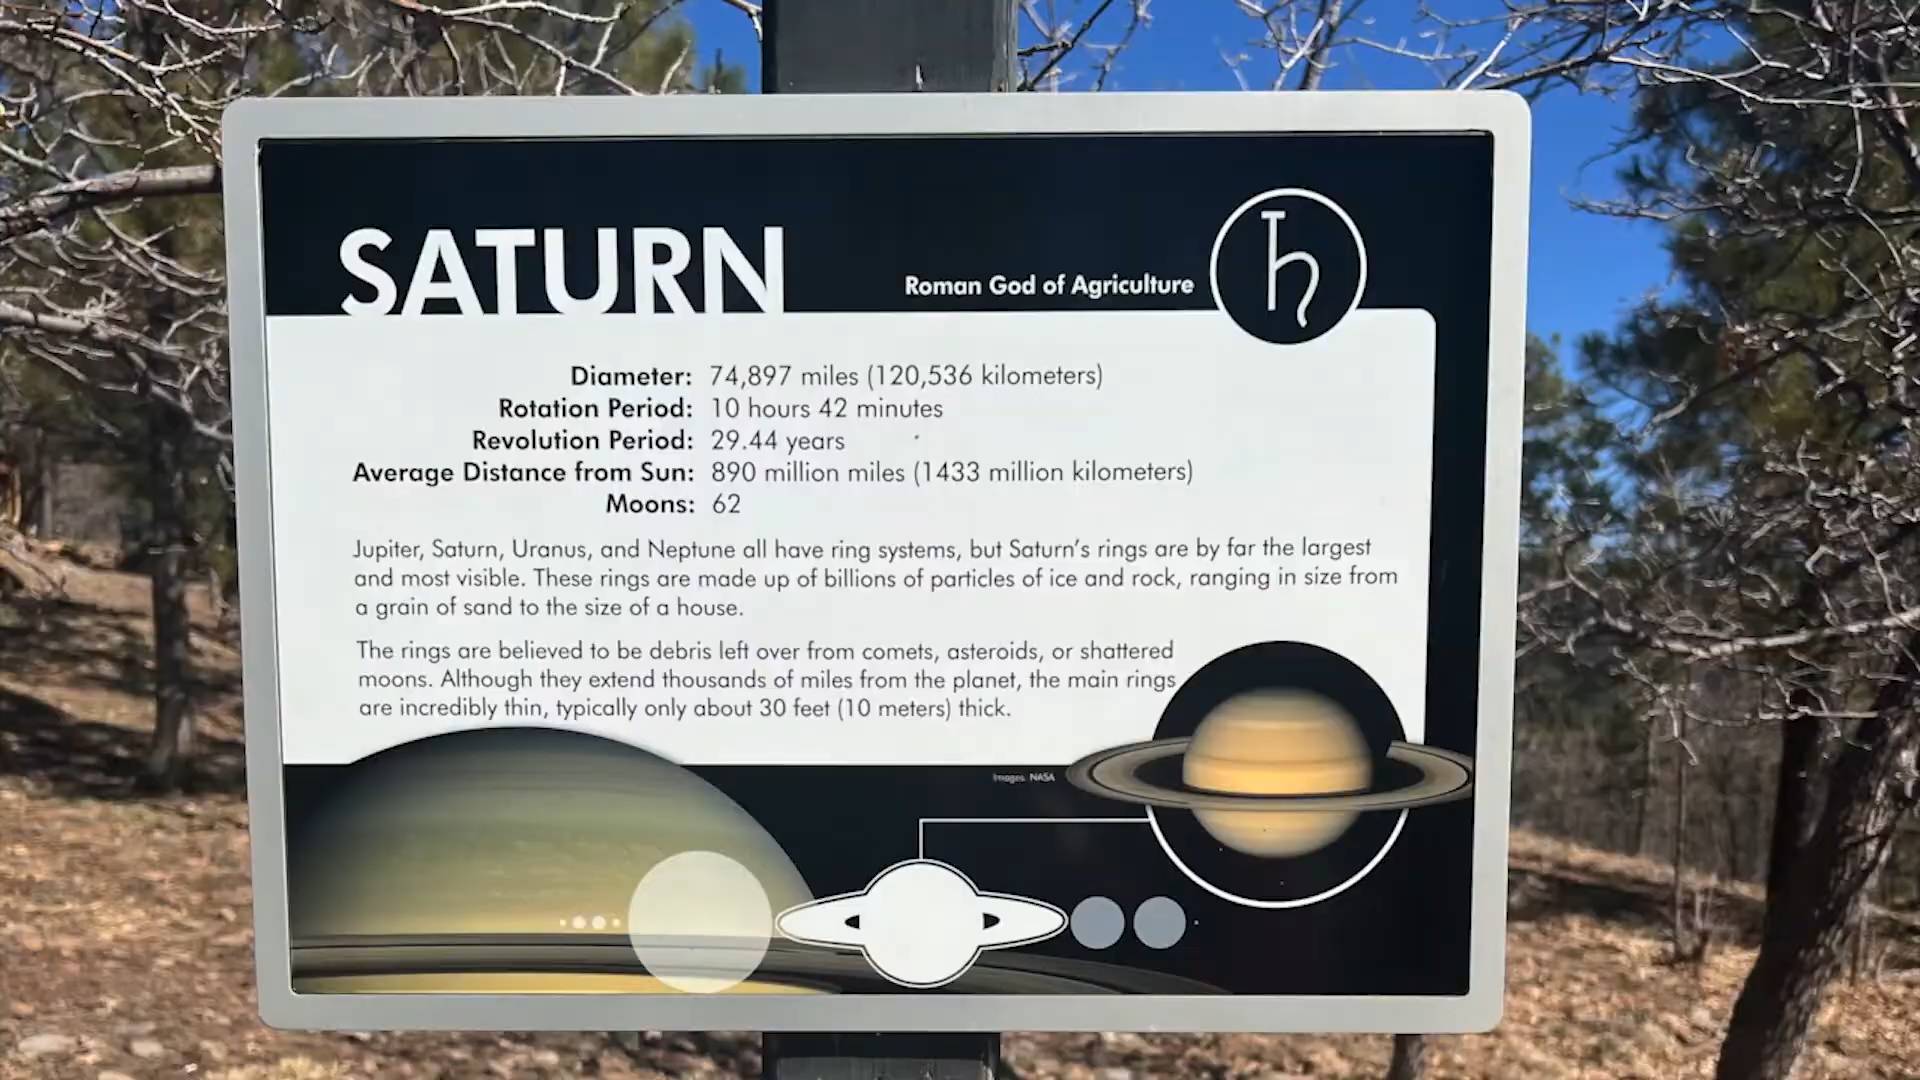 SATURN
Roman God of Agriculture
Diameter: 74,897 miles (120,536 kilometers)
Rotation Period: 10 hours 42 minutes
Revolution Period: 29.44 years
Average Distance from Sun: 890 million miles (1433 million kilometers)
Moons: 62
Jupiter, Saturn, Uranus, and Neptune all have ring systems, but Saturn's rings are by far the largest
and most visible. These rings are made up of billions of particles of ice and rock, ranging in size from
a grain of sand to the size of a house.
The rings are believed to be debris left over from comets, asteroids, or shattered
moons. Although they extend thousands of miles from the planet, the main rings
are incredibly thin, typically only about 30 feet (10 meters) thick.
Images: NASA